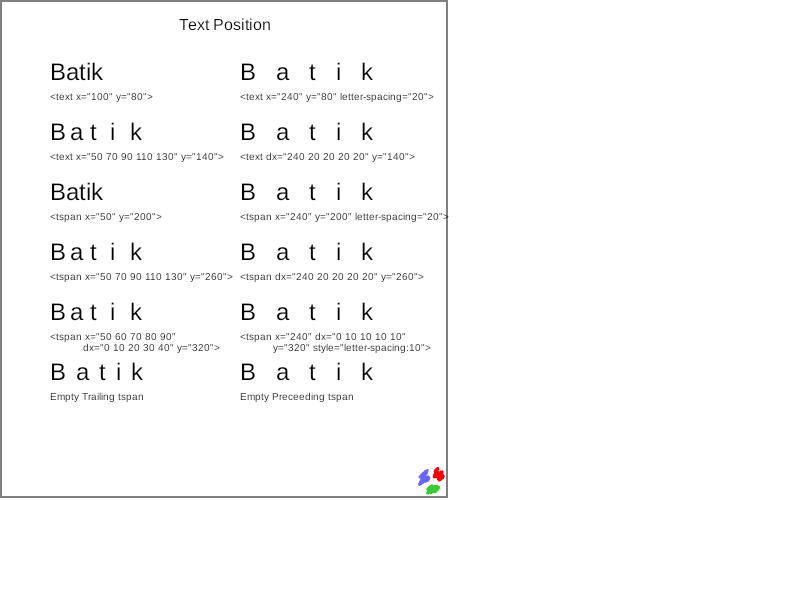 Text Position
Batik
B a t i k
<text x="100" y="80">
<text x="240" y="80" letter-spacing="20">
B a t i k
B a t i k
<text x="50 70 90 110 130" y="140">
<text dx="240 20 20 20 20" y="140">
Batik
B a t i k
<tspan x="50" y="200">
<tspan x="240" y="200" letter-spacing="20">
B a t i k
B a t i k
<tspan x="50 70 90 110 130" y="260">
<tspan dx="240 20 20 20 20" y="260">
B a t i k
B a t i k
<tspan x="50 60 70 80 90"
dx="0 10 20 30 40" y="320">
<tspan x="240" dx="0 10 10 10 10"
y="320" style="letter-spacing:10">
B a t i k
B a t i k
Empty Trailing tspan
Empty Preceeding tspan